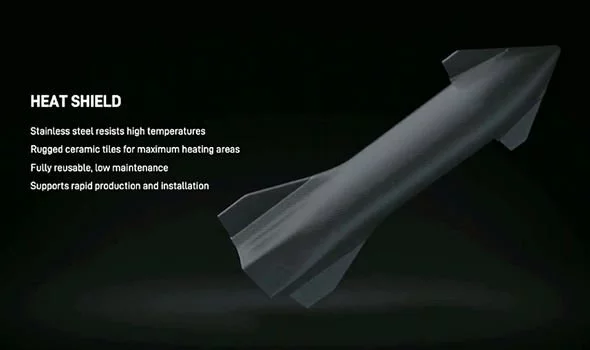 HEAT SHIELD
Stainless steel resists high temperatures
Rugged ceramic tiles for maximum heating areas
Fully reusable, low maintenance
Supports rapid production and installation